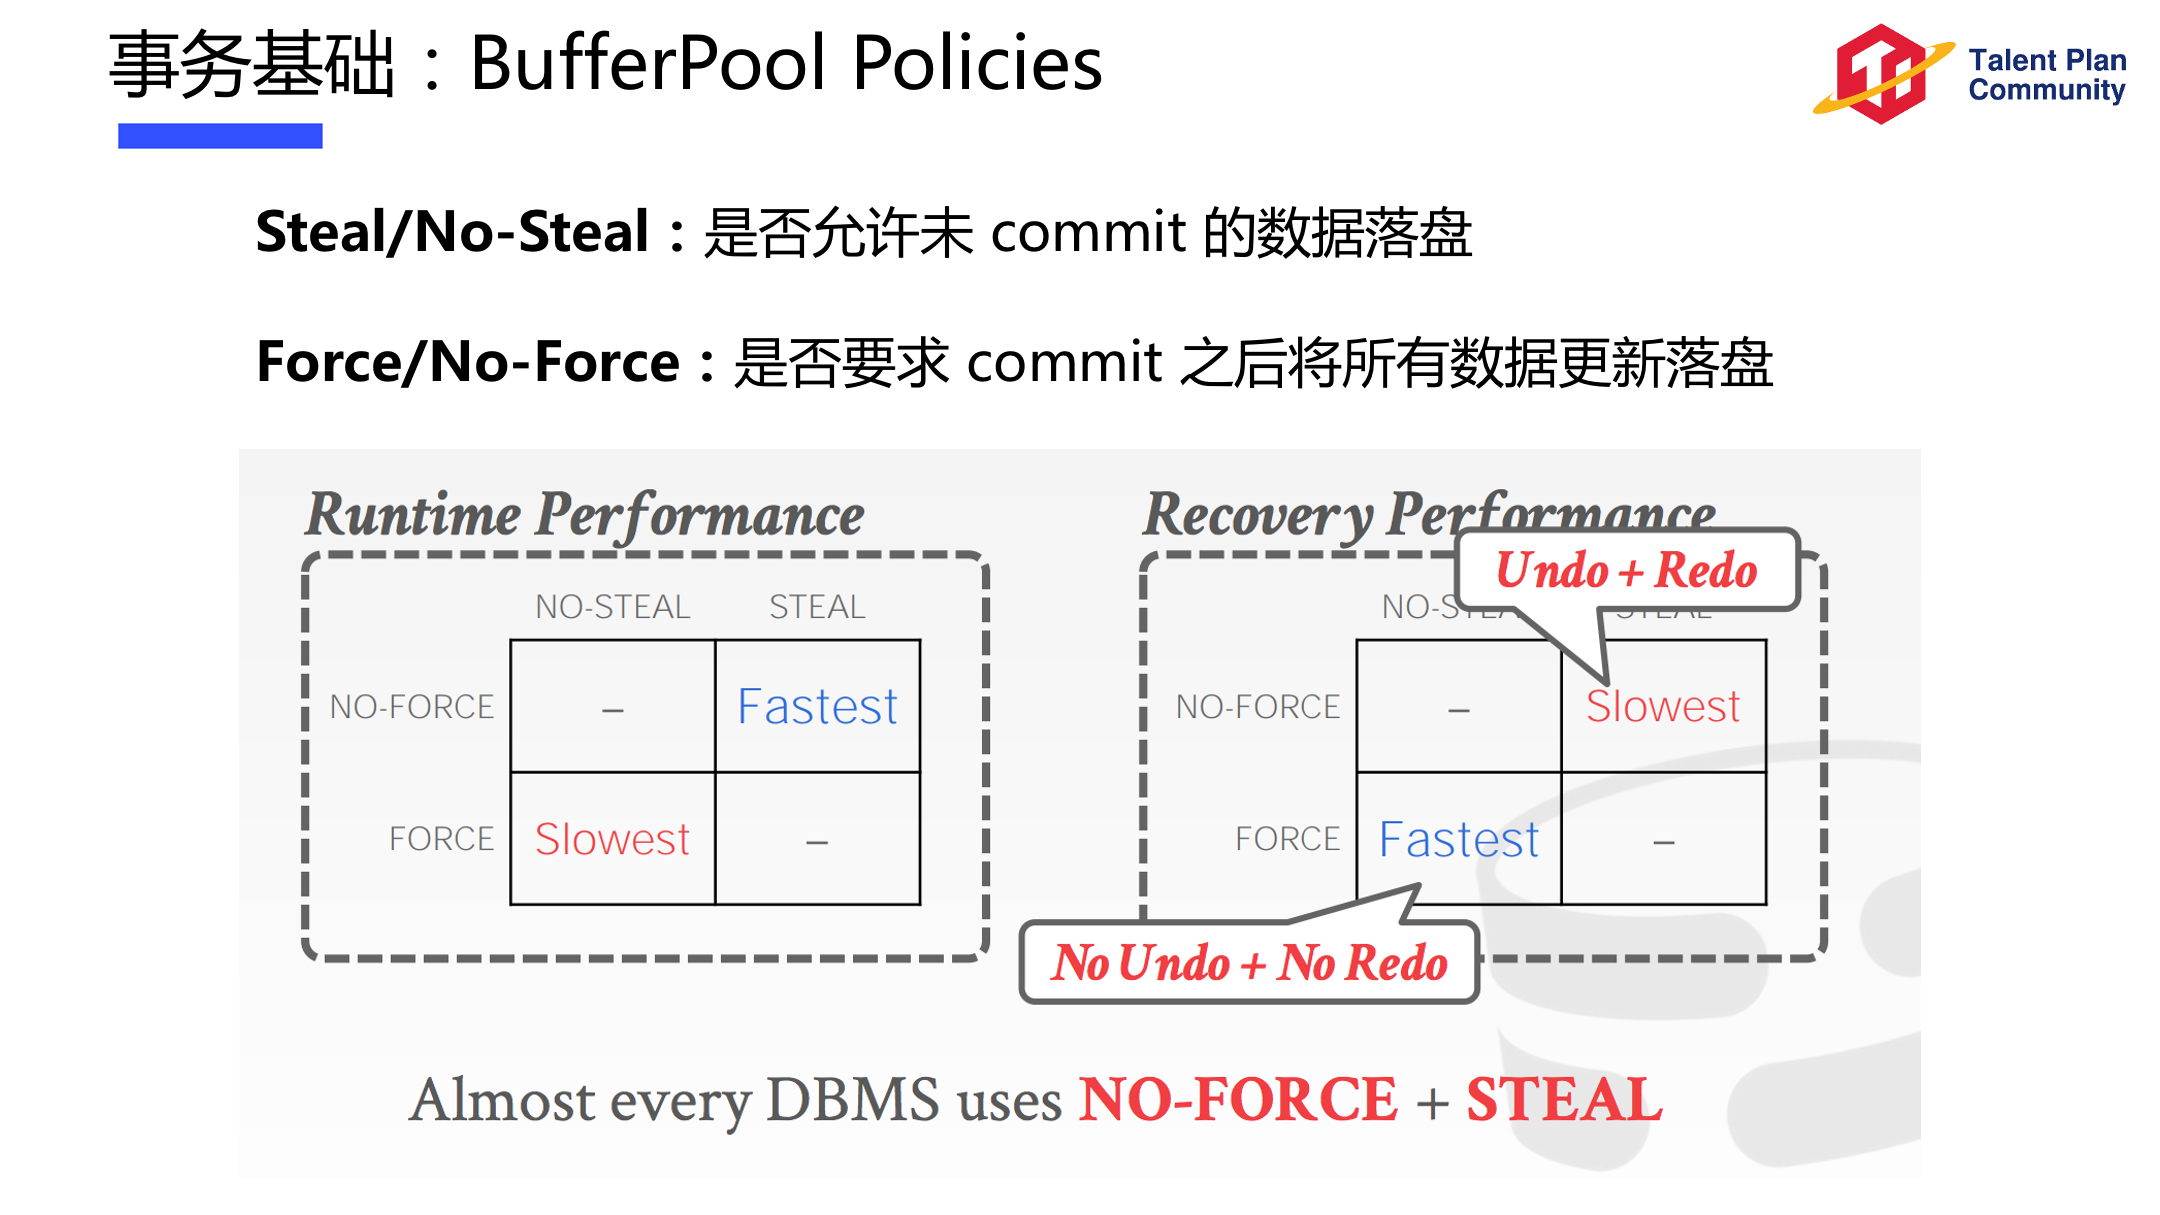 事务基础：BufferPool Policies
Talent Plan
Community
Steal/No-Steal：是否允许未 commit 的数据落盘
Force/No-Force：是否要求 commit 之后将所有数据更新落盘
Runtime Performance
NO-STEAL STEAL
NO-FORCE – Fastest
FORCE Slowest –
Recovery Performance
Undo + Redo
NO-STEAL STEAL
NO-FORCE – Slowest
FORCE Fastest –
No Undo + No Redo
Almost every DBMS uses NO-FORCE + STEAL